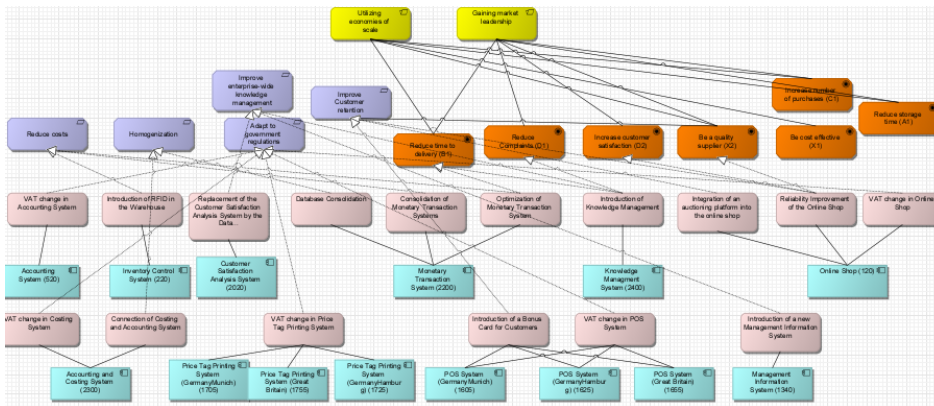 Utilizing
economies of
scale
Gaining market
leadership
Improve
enterprise-wide
knowledge
management
Improve
Customer
retention
Increase number
of purchases (C1)
Reduce storage
time (A1)
Reduce costs
Homogenization
Adapt to
government
regulations
Reduce time to
delivery (B1)
Reduce
Complaints (D1)
Increase customer
satisfaction (D2)
Be a quality
supplier (X2)
Be cost effective
(X1)
VAT change in
Accounting System
Introduction of RFID in
the Warehouse
Replacement of the
Customer Satisfaction
Analysis System by the
Data...
Database Consolidation
Consolidation of
Monetary Transaction
Systems
Optimization of
Monetary Transaction
System
Introduction of
Knowledge Management
Integration of an
auctioning platform into
the online shop
Reliability Improvement
of the Online Shop
VAT change in Online
Shop
Accounting
System (520)
Inventory Control
System (220)
Customer
Satisfaction
Analysis System
(2020)
Monetary
Transaction
System (2200)
Knowledge
Managment
System (2400)
Online Shop (120)
VAT change in Costing
System
Connection of Costing
and Accounting System
VAT change in Price
Tag Printing System
Introduction of a Bonus
Card for Customers
VAT change in POS
System
Introduction of a new
Management Information
System
Accounting and
Costing System
(2300)
Price Tag Printing
System
(GermanyMunich)
(1705)
Price Tag Printing
System (Great
Britain) (1755)
Price Tag Printing
System
(GermanyHambur
g) (1725)
POS System
(GermanyMunich)
(1605)
POS System
(GermanyHambur
g) (1625)
POS System
(Great Britain)
(1655)
Management
Information
System (1340)